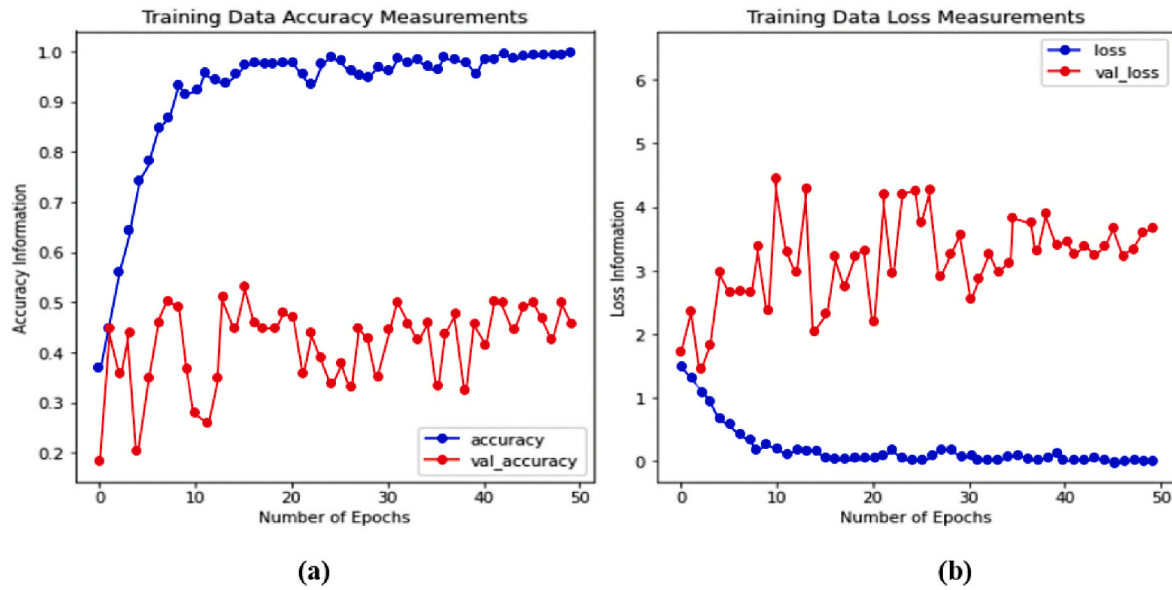 Training Data Accuracy Measurements
1.0
0.9
0.8
0.7
0.6
0.5
0.4
0.3
0.2
Accuracy Information
accuracy
val_accuracy
0 10 20 30 40 50
Number of Epochs
(a)
Training Data Loss Measurements
loss
val_loss
6
5
4
3
2
1
0
Loss Information
0 10 20 30 40 50
Number of Epochs
(b)